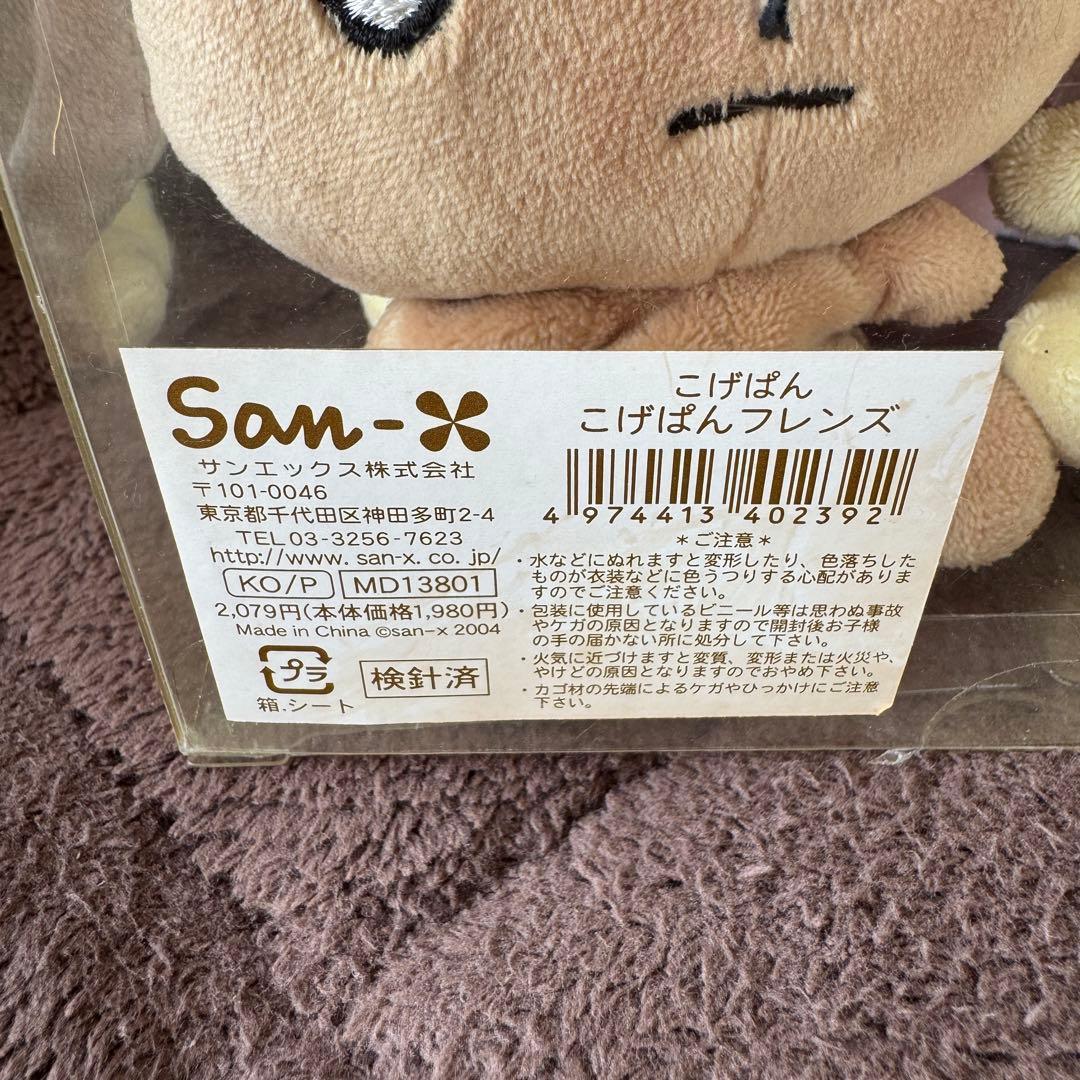 San-X
サンエックス株式会社
〒101-0046
東京都千代田区神田多町2-4
TEL 03-3256-7623
http://www.san-x.co.jp/
KO/P MD13801
2,079円(本体価格1,980円)
Made in China ©san-x 2004
プラ
箱.シート
検針済
こげぱん
こげぱんフレンズ
4 974413 402392
＊ご注意＊
・水などにぬれますと変形したり、色落ちした
ものが衣装などに色うつりする心配がありま
すのでご注意ください。
・包装に使用しているビニール等は思わぬ事故
やケガの原因となりますので開封後お子様
の手の届かない所に処分して下さい。
・火気に近づけますと変質、変形または火災や、
やけどの原因となりますのでおやめ下さい。
・カゴ材の先端によるケガやひっかけにご注意
下さい。